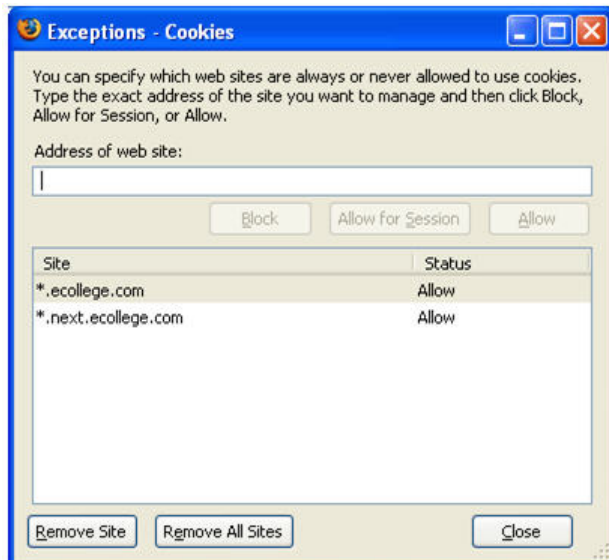 Exceptions - Cookies
You can specify which web sites are always or never allowed to use cookies.
Type the exact address of the site you want to manage and then click Block,
Allow for Session, or Allow.
Address of web site:
Block Allow for Session Allow
Site Status
*.ecollege.com Allow
*.next.ecollege.com Allow
Remove Site Remove All Sites Close